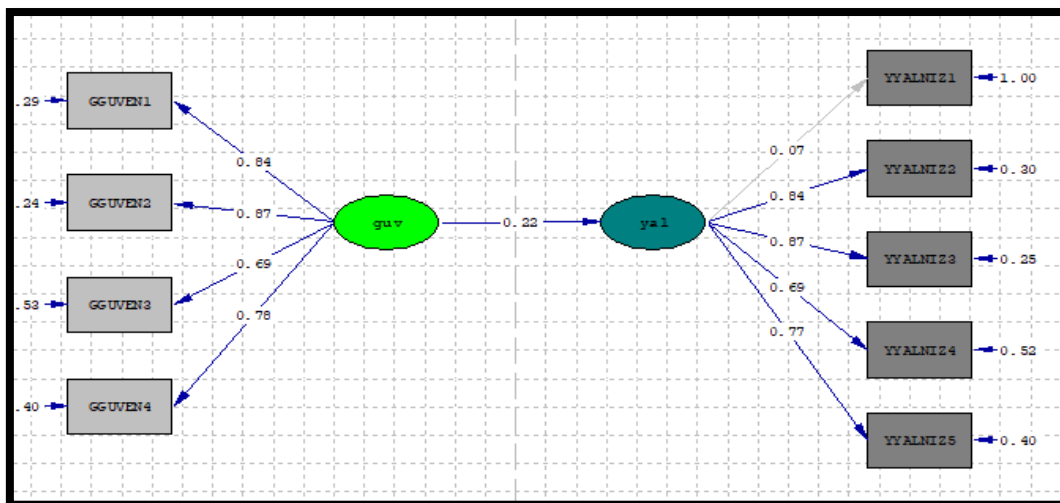 .29 GGUVEN1
0.84
.24 GGUVEN2
0.87
.53 GGUVEN3
0.69
.40 GGUVEN4
0.78
guv
0.22
yal
0.07
YYALNIZ1 1.00
0.84
YYALNIZ2 0.30
0.87
YYALNIZ3 0.25
0.69
YYALNIZ4 0.52
0.77
YYALNIZ5 0.40